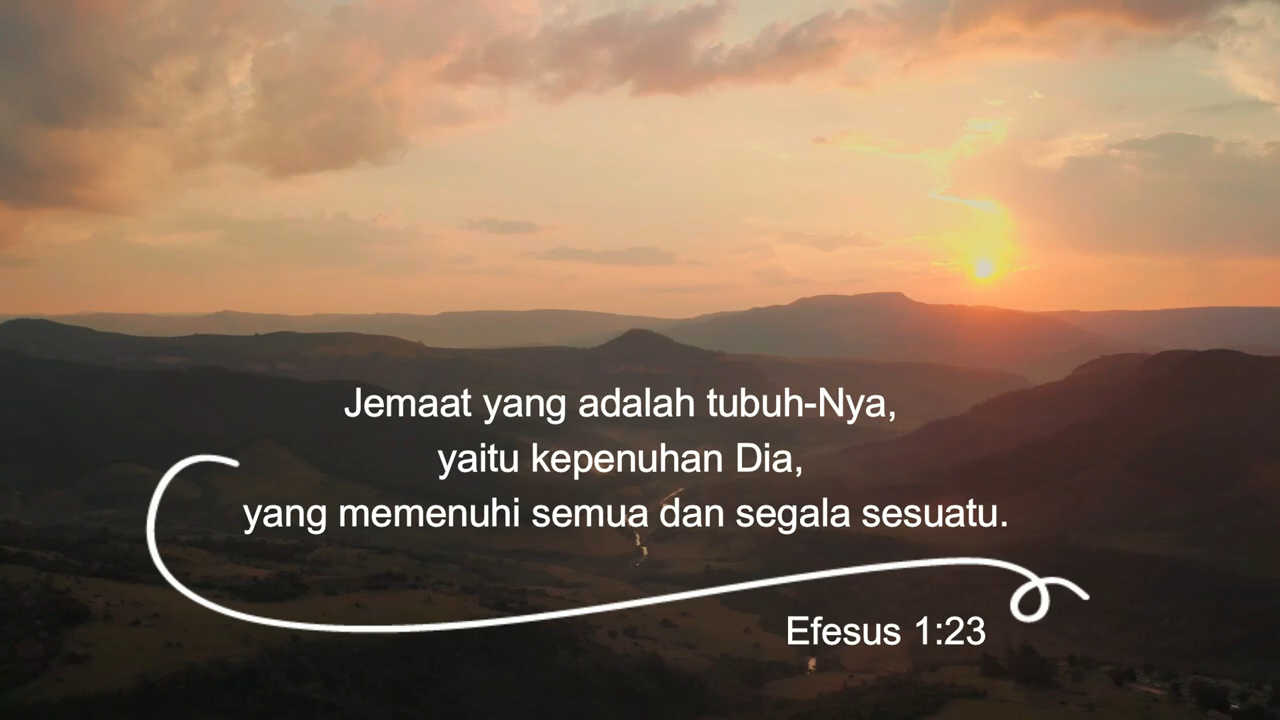 Jemaat yang adalah tubuh-Nya,
yaitu kepenuhan Dia,
yang memenuhi semua dan segala sesuatu.
Efesus 1:23